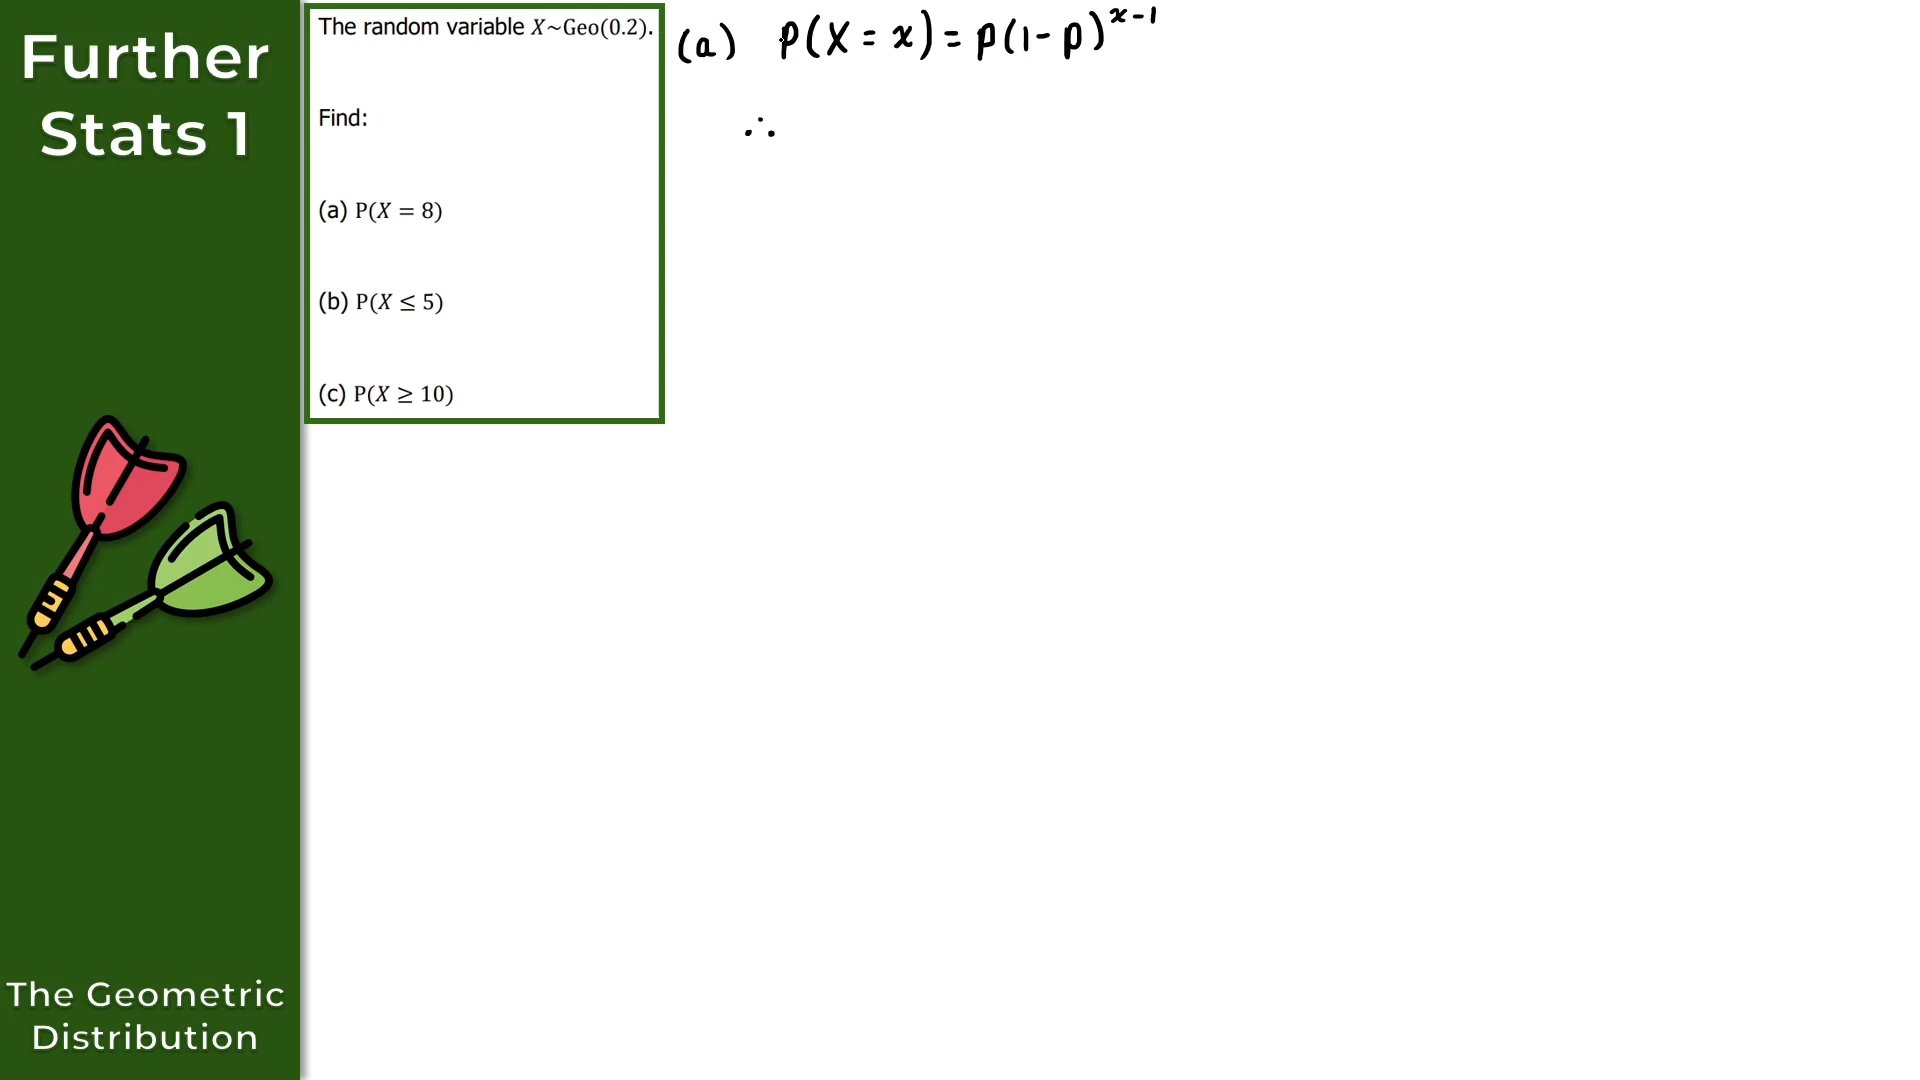 Further
Stats 1
The random variable X~Geo(0.2).
Find:
(a) P(X = 8)
(b) P(X ≤ 5)
(c) P(X ≥ 10)
(a) P(X = x) = p(1-p)^{x-1}
∴
The Geometric
Distribution